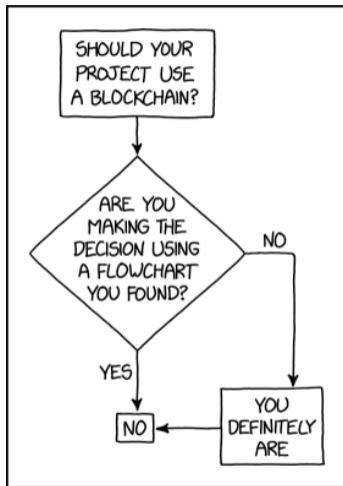 SHOULD YOUR
PROJECT USE
A BLOCKCHAIN?
ARE YOU
MAKING THE
DECISION USING
A FLOWCHART
YOU FOUND?
NO
YES
YOU
DEFINITELY
ARE
NO